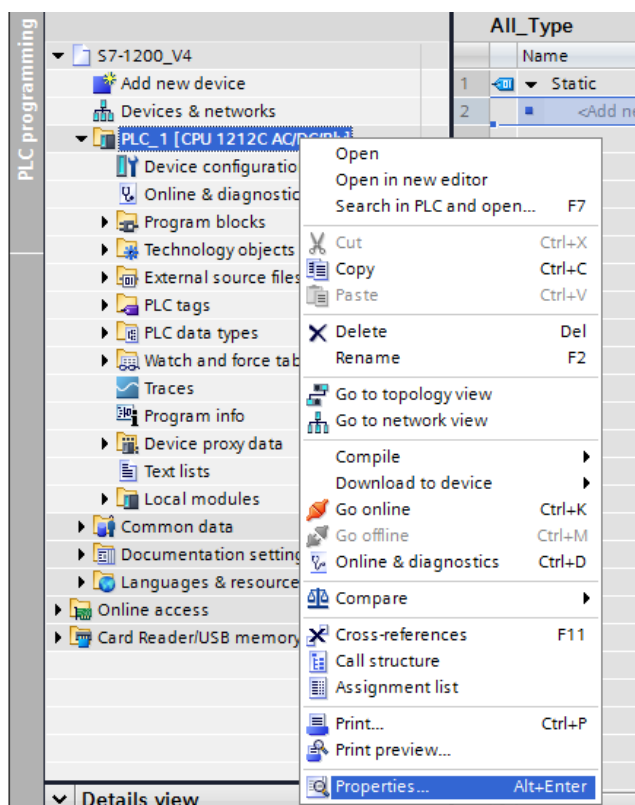 PLC programming
All_Type
Name
1 Static
2 <Add ne
S7-1200_V4
Add new device
Devices & networks
PLC_1 [CPU 1212C AC/DC/Rly]
Device configuratio
Online & diagnostic
Program blocks
Technology objects
External source files
PLC tags
PLC data types
Watch and force tab
Traces
Program info
Device proxy data
Text lists
Local modules
Common data
Documentation setting
Languages & resource
Online access
Card Reader/USB memory
Details view
Open
Open in new editor
Search in PLC and open... F7
Cut Ctrl+X
Copy Ctrl+C
Paste Ctrl+V
Delete Del
Rename F2
Go to topology view
Go to network view
Compile
Download to device
Go online Ctrl+K
Go offline Ctrl+M
Online & diagnostics Ctrl+D
Compare
Cross-references F11
Call structure
Assignment list
Print... Ctrl+P
Print preview...
Properties... Alt+Enter